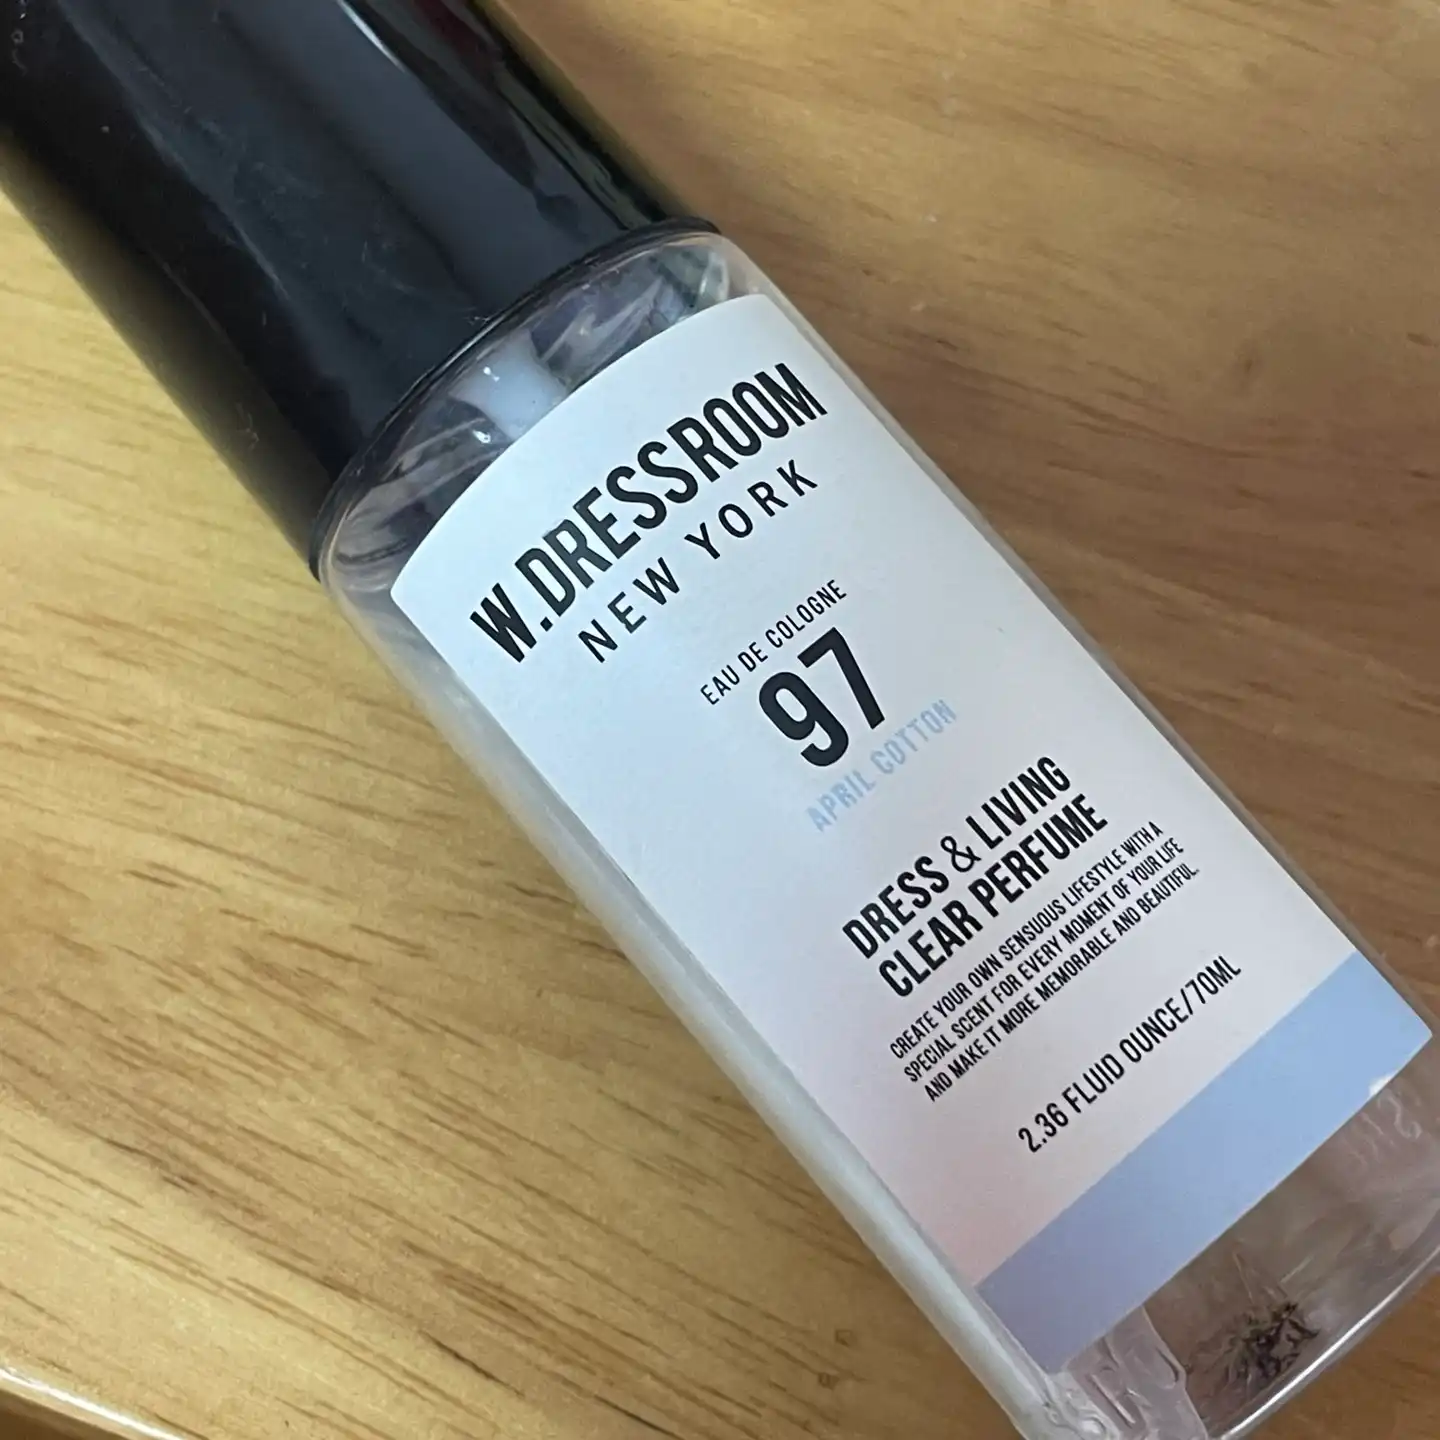 W.DRESSROOM
NEW YORK
EAU DE COLOGNE
97
APRIL COTTON
DRESS & LIVING
CLEAR PERFUME
CREATE YOUR OWN SENSUOUS LIFESTYLE WITH A
SPECIAL SCENT FOR EVERY MOMENT OF YOUR LIFE
AND MAKE IT MORE MEMORABLE AND BEAUTIFUL.
2.36 FLUID OUNCE/70ML